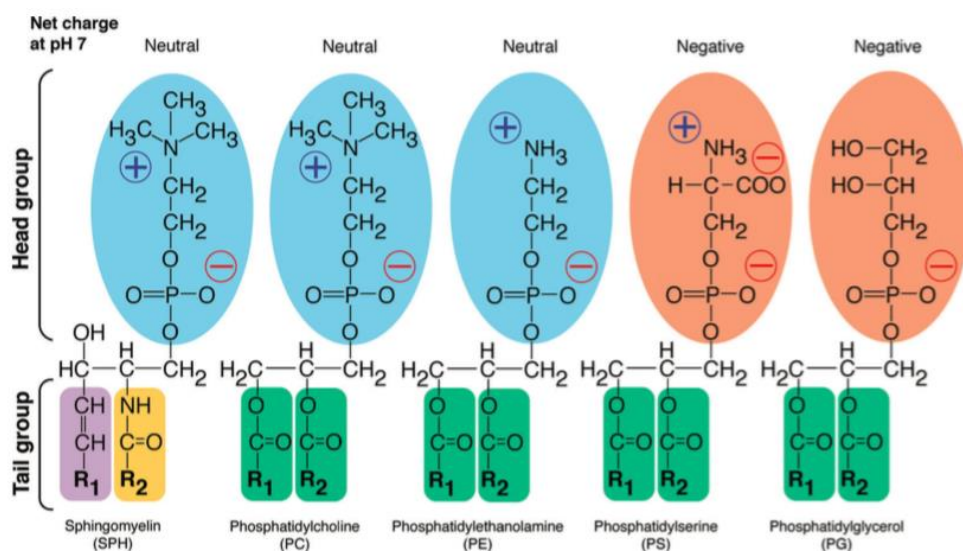 Net charge
at pH 7
Neutral
Neutral
Neutral
Negative
Negative
Head group
CH3
H3C
CH3
N
+
CH2
CH2
O
−
O=P–O
O
OH
H
CH2
CH3
H3C
CH3
N
+
CH2
CH2
O
−
O=P–O
O
H
H2C
CH2
+
NH3
CH2
CH2
O
−
O=P–O
O
H
H2C
CH2
+
NH3
−
H–C–COO
CH2
O
−
O=P–O
O
H
H2C
CH2
HO–CH2
HO–CH
CH2
O
−
O=P–O
O
H
H2C
CH2
Tail group
CH
CH
R1
NH
C=O
R2
O
C=O
R1
O
C=O
R2
O
C=O
R1
O
C=O
R2
O
C=O
R1
O
C=O
R2
O
C=O
R1
O
C=O
R2
Sphingomyelin
(SPH)
Phosphatidylcholine
(PC)
Phosphatidylethanolamine
(PE)
Phosphatidylserine
(PS)
Phosphatidylglycerol
(PG)